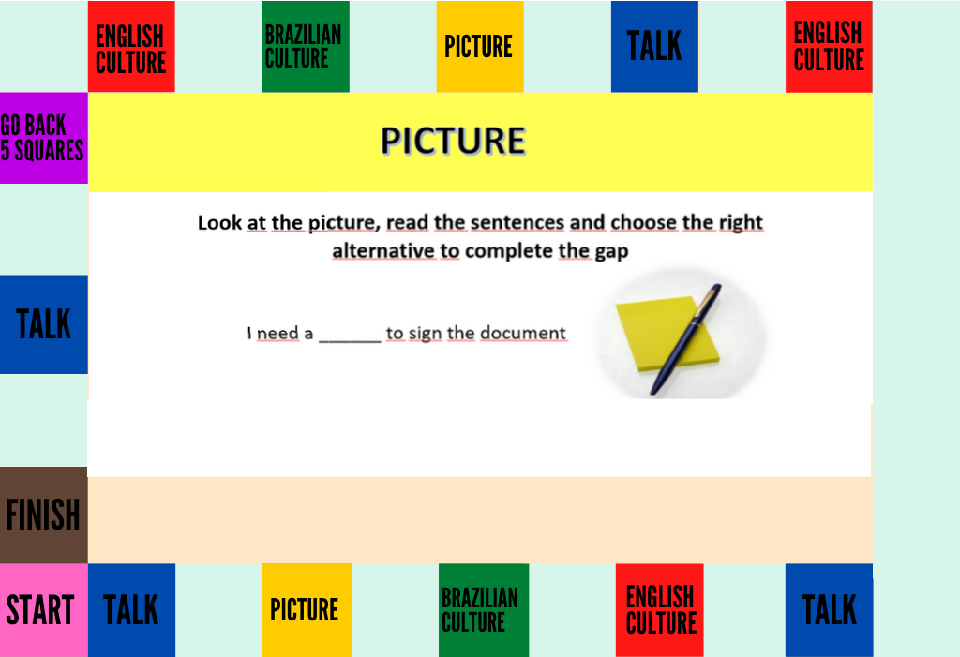 ENGLISH
CULTURE
BRAZILIAN
CULTURE
PICTURE
TALK
ENGLISH
CULTURE
GO BACK
5 SQUARES
PICTURE
Look at the picture, read the sentences and choose the right
alternative to complete the gap
I need a ______ to sign the document
TALK
FINISH
START
TALK
PICTURE
BRAZILIAN
CULTURE
ENGLISH
CULTURE
TALK